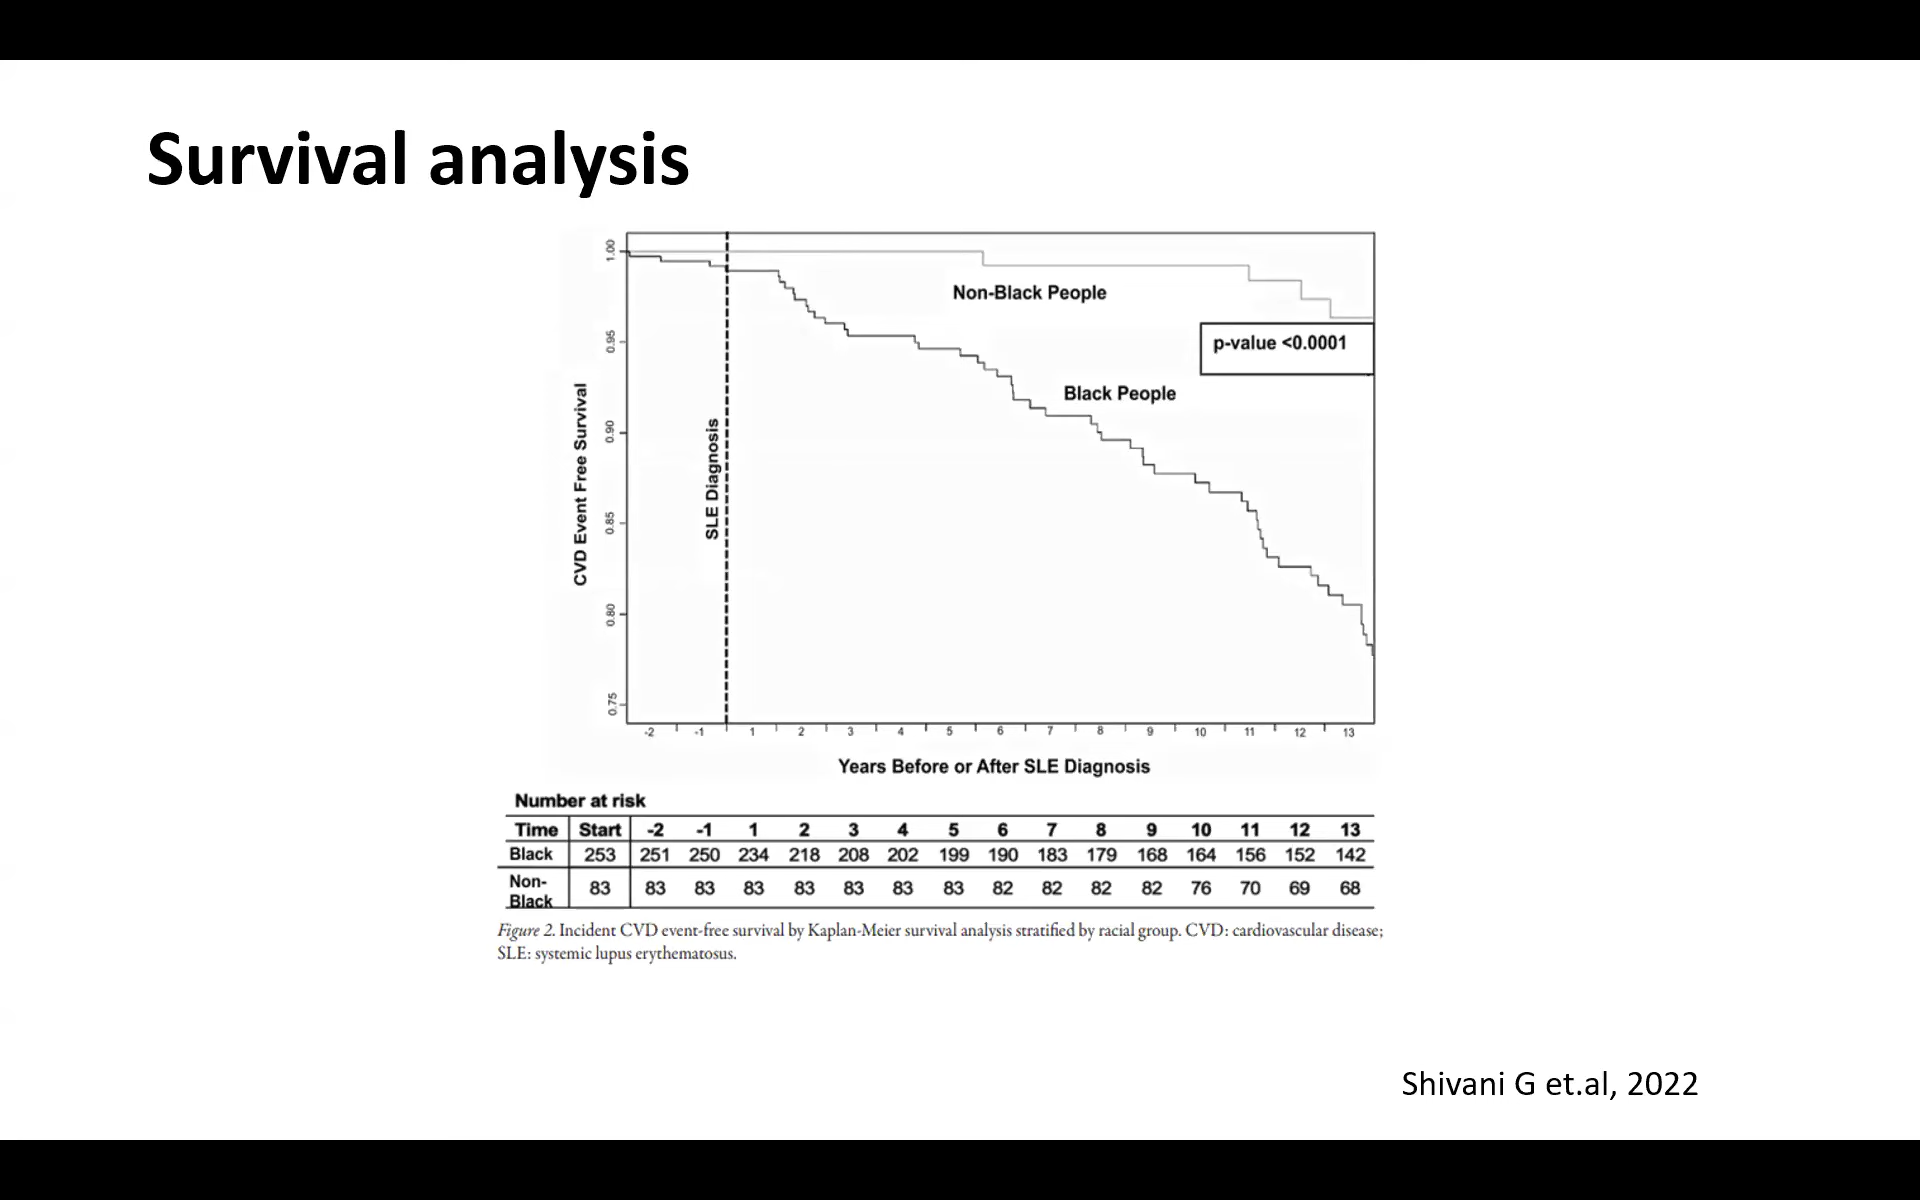 Survival analysis
1.00
0.95
0.90
0.85
0.80
0.75
CVD Event Free Survival
SLE Diagnosis
Non-Black People
p-value <0.0001
Black People
-2 -1 1 2 3 4 5 6 7 8 9 10 11 12 13
Years Before or After SLE Diagnosis
Number at risk
Time Start -2 -1 1 2 3 4 5 6 7 8 9 10 11 12 13
Black 253 251 250 234 218 208 202 199 190 183 179 168 164 156 152 142
Non-Black 83 83 83 83 83 83 83 83 82 82 82 82 76 70 69 68
Figure 2. Incident CVD event-free survival by Kaplan-Meier survival analysis stratified by racial group. CVD: cardiovascular disease;
SLE: systemic lupus erythematosus.
Shivani G et.al, 2022